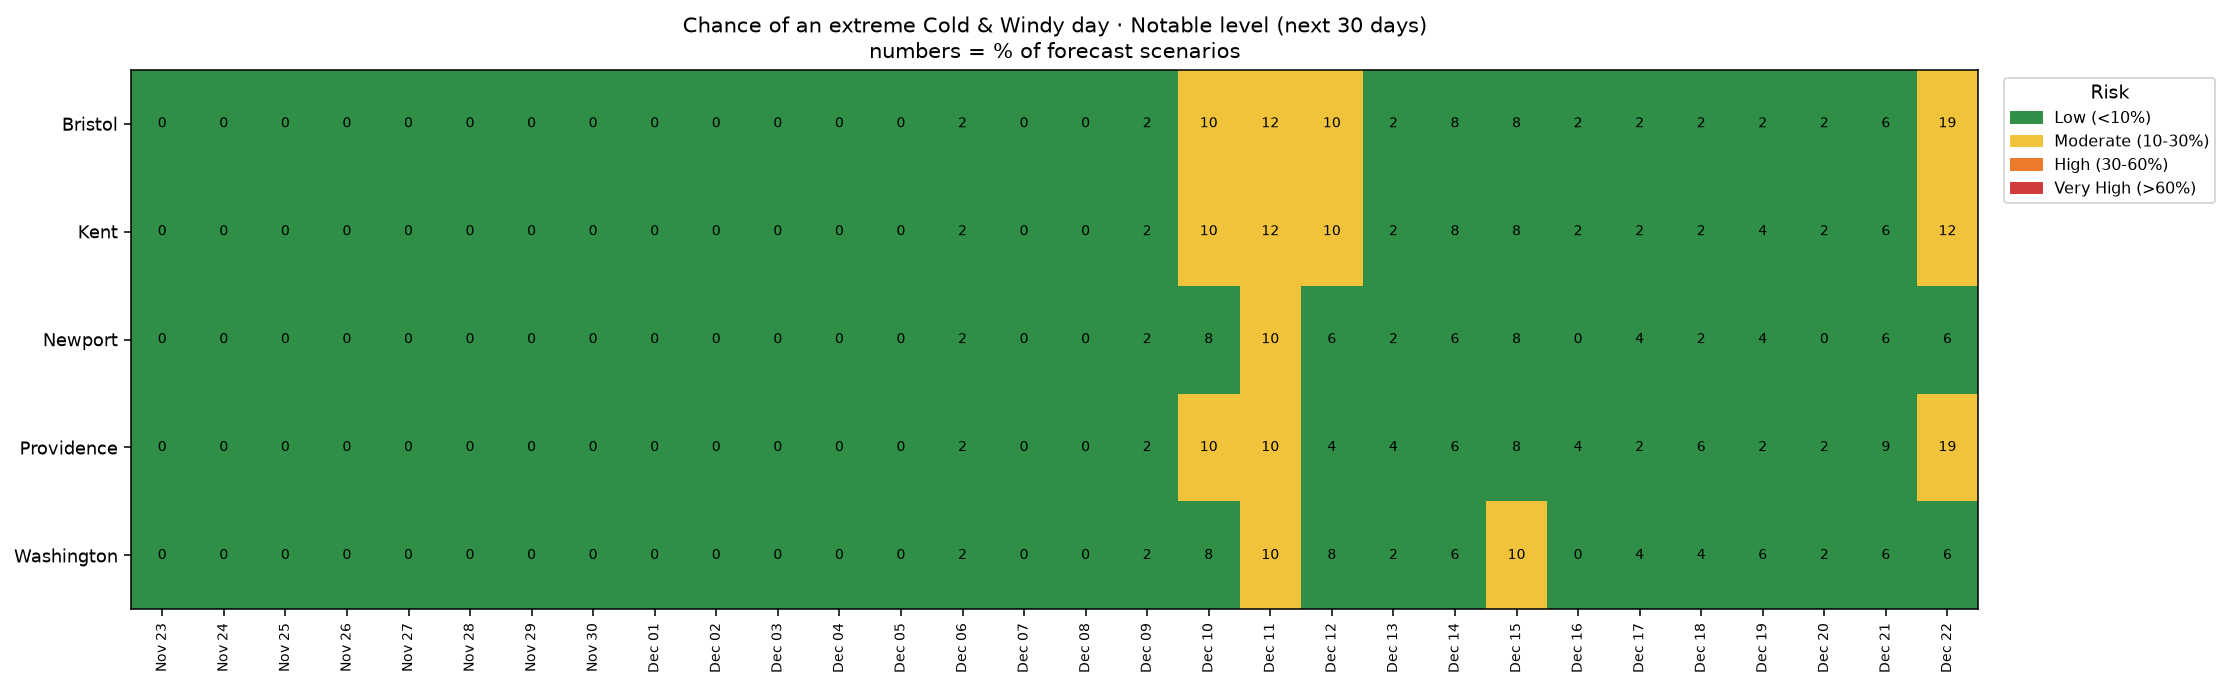 Chance of an extreme Cold & Windy day · Notable level (next 30 days)
numbers = % of forecast scenarios
Bristol 0 0 0 0 0 0 0 0 0 0 0 0 0 2 0 0 2 10 12 10 2 8 8 2 2 2 2 2 6 19
Kent 0 0 0 0 0 0 0 0 0 0 0 0 0 2 0 0 2 10 12 10 2 8 8 2 2 2 4 2 6 12
Newport 0 0 0 0 0 0 0 0 0 0 0 0 0 2 0 0 2 8 10 6 2 6 8 0 4 2 4 0 6 6
Providence 0 0 0 0 0 0 0 0 0 0 0 0 0 2 0 0 2 10 10 4 4 6 8 4 2 6 2 2 9 19
Washington 0 0 0 0 0 0 0 0 0 0 0 0 0 2 0 0 2 8 10 8 2 6 10 0 4 4 6 2 6 6
Nov 23 Nov 24 Nov 25 Nov 26 Nov 27 Nov 28 Nov 29 Nov 30 Dec 01 Dec 02 Dec 03 Dec 04 Dec 05 Dec 06 Dec 07 Dec 08 Dec 09 Dec 10 Dec 11 Dec 12 Dec 13 Dec 14 Dec 15 Dec 16 Dec 17 Dec 18 Dec 19 Dec 20 Dec 21 Dec 22
Risk
Low (<10%)
Moderate (10-30%)
High (30-60%)
Very High (>60%)